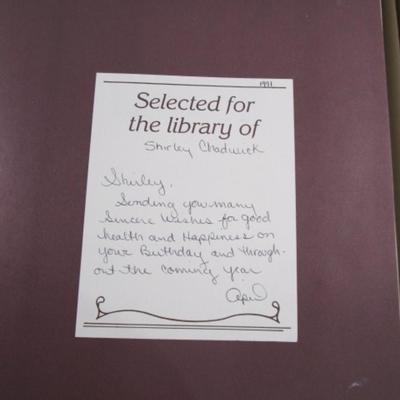 1991
Selected for
the library of
Shirley Chadwick
Shirley,
Sending you many
Sincere Wishes for good
health and Happiness on
your Birthday and through-
out the coming year
April